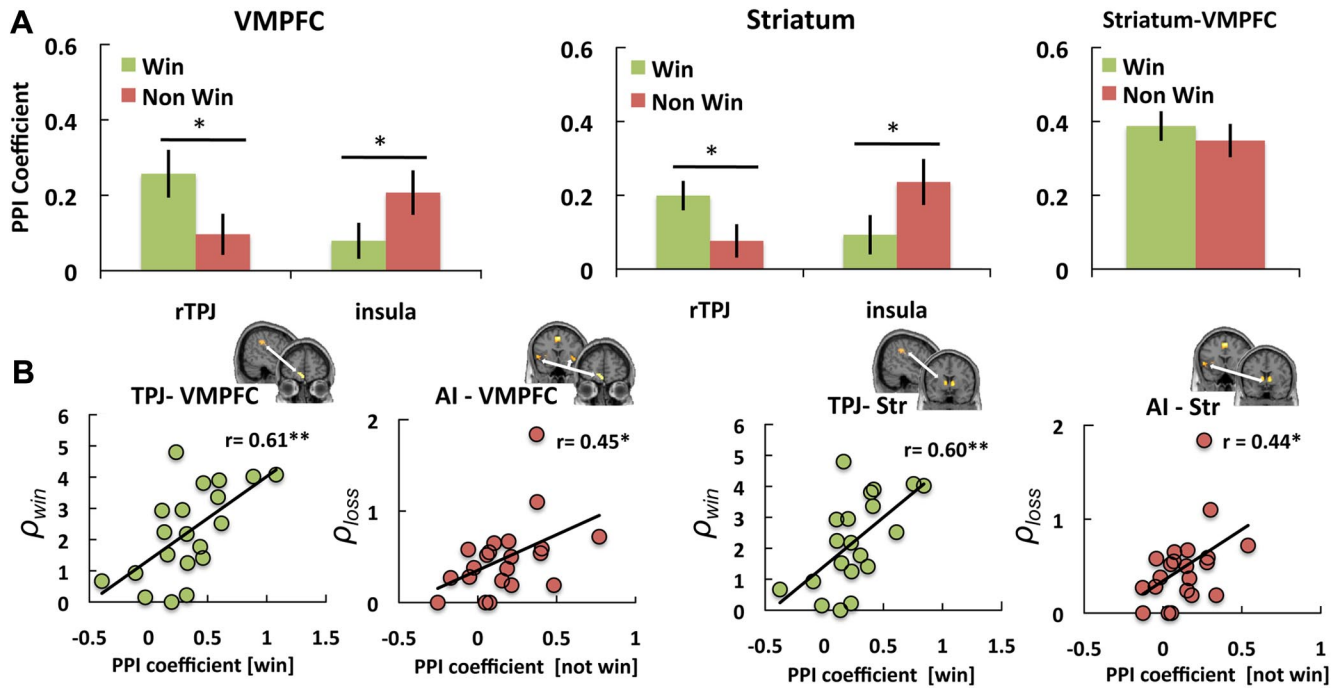 A
VMPFC
Striatum
Striatum-VMPFC
PPI Coefficient
0.6
0.4
0.2
0
Win
Non Win
*
*
rTPJ
insula
0.6
0.4
0.2
0
Win
Non Win
*
*
rTPJ
insula
0.6
0.4
0.2
0
Win
Non Win
B
TPJ- VMPFC
r= 0.61**
ρwin
6
5
4
3
2
1
0
-0.5 0 0.5 1 1.5
PPI coefficient [win]
AI - VMPFC
r= 0.45*
ρloss
2
1
0
-0.5 0 0.5 1
PPI coefficient [not win]
TPJ- Str
r= 0.60**
ρwin
6
5
4
3
2
1
0
-0.5 0 0.5 1 1.5
PPI coefficient [win]
AI - Str
r = 0.44*
ρloss
2
1
0
-0.5 0 0.5 1
PPI coefficient [not win]